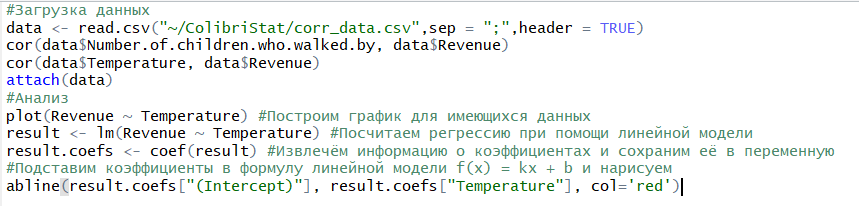 #Загрузка данных
data <- read.csv("~/ColibriStat/corr_data.csv",sep = ";",header = TRUE)
cor(data$Number.of.children.who.walked.by, data$Revenue)
cor(data$Temperature, data$Revenue)
attach(data)
#Анализ
plot(Revenue ~ Temperature) #Построим график для имеющихся данных
result <- lm(Revenue ~ Temperature) #Посчитаем регрессию при помощи линейной модели
result.coefs <- coef(result) #Извлечём информацию о коэффициентах и сохраним её в переменную
#Подставим коэффициенты в формулу линейной модели f(x) = kx + b и нарисуем
abline(result.coefs["(Intercept)"], result.coefs["Temperature"], col='red')